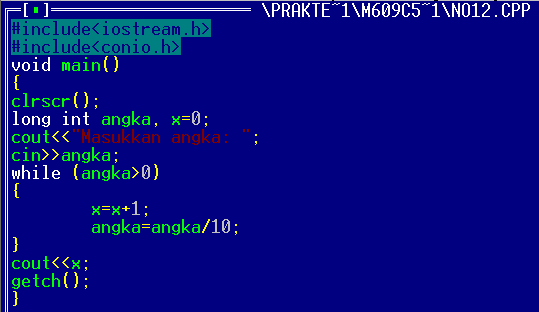 [▪] \PRAKTE~1\M609C5~1\NO12.CPP
#include<iostream.h>
#include<conio.h>
void main()
{
clrscr();
long int angka, x=0;
cout<<"Masukkan angka: ";
cin>>angka;
while (angka>0)
{
        x=x+1;
        angka=angka/10;
}
cout<<x;
getch();
}